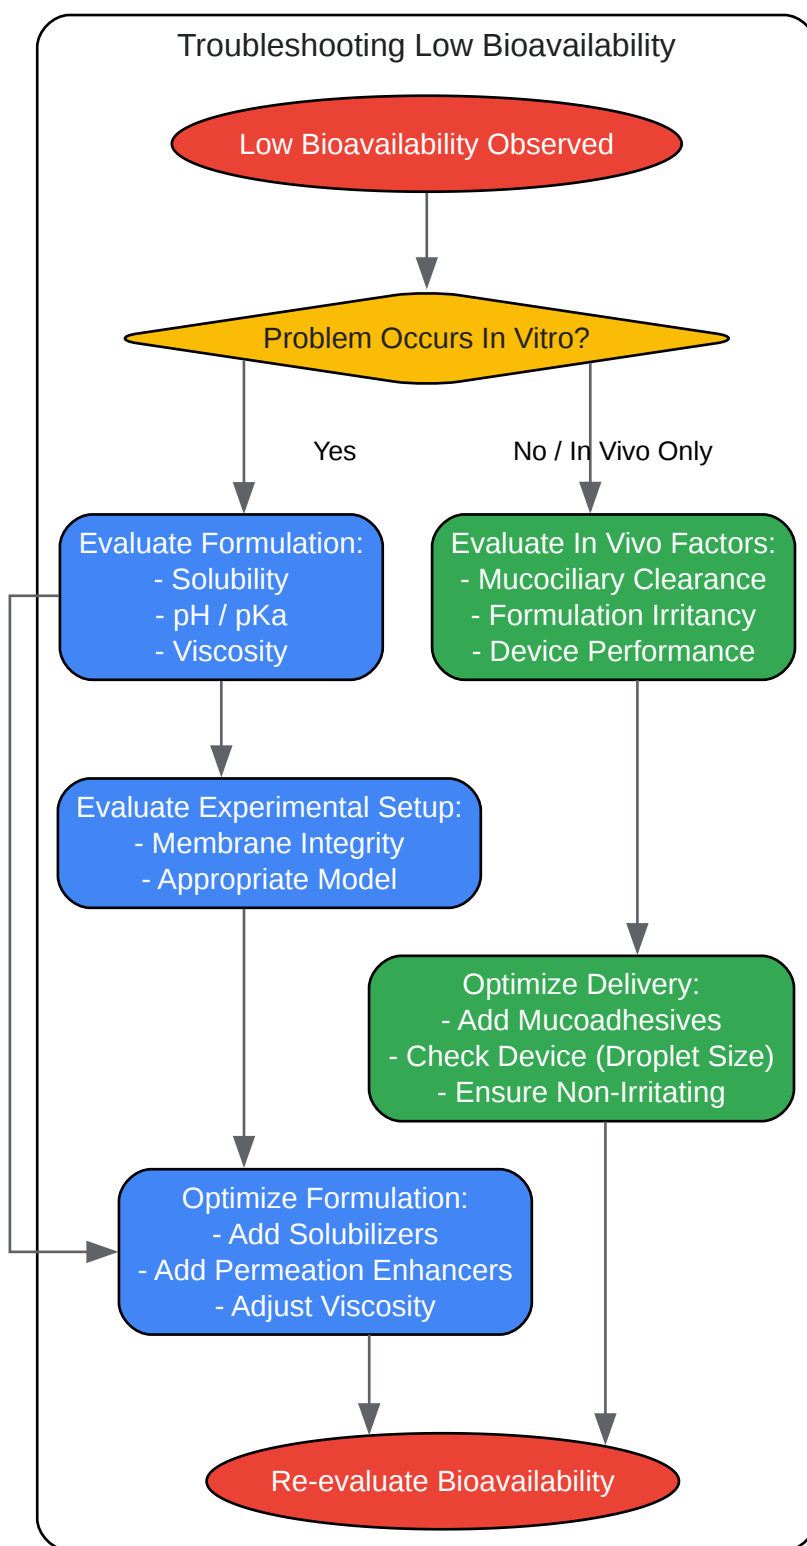 Troubleshooting Low Bioavailability
Low Bioavailability Observed
Problem Occurs In Vitro?
Yes
No / In Vivo Only
Evaluate Formulation:
- Solubility
- pH / pKa
- Viscosity
Evaluate In Vivo Factors:
- Mucociliary Clearance
- Formulation Irritancy
- Device Performance
Evaluate Experimental Setup:
- Membrane Integrity
- Appropriate Model
Optimize Delivery:
- Add Mucoadhesives
- Check Device (Droplet Size)
- Ensure Non-Irritating
Optimize Formulation:
- Add Solubilizers
- Add Permeation Enhancers
- Adjust Viscosity
Re-evaluate Bioavailability